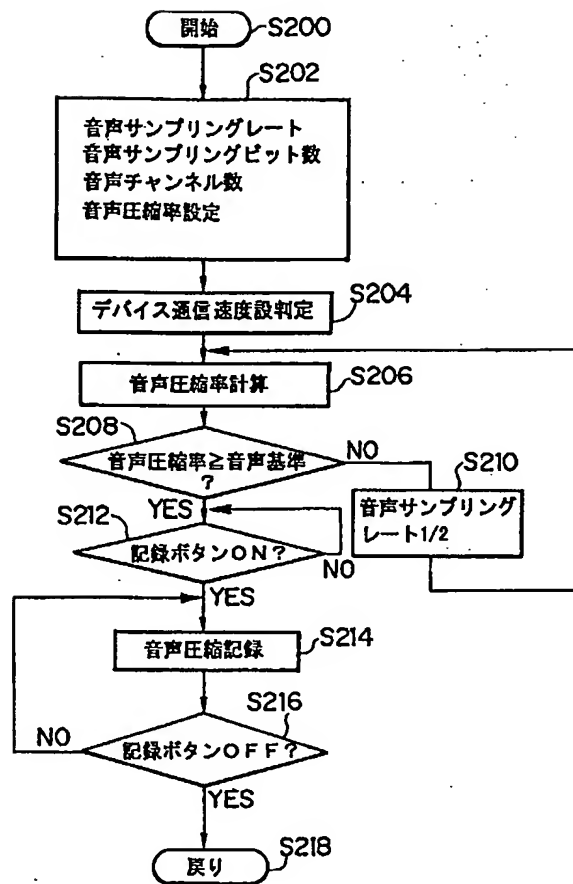 開始
S200
S202
音声サンプリングレート
音声サンプリングビット数
音声チャンネル数
音声圧縮率設定
デバイス通信速度設判定
S204
音声圧縮率計算
S206
S208
音声圧縮率≧音声基準
?
NO
S210
音声サンプリング
レート1/2
YES
S212
記録ボタンON?
NO
YES
音声圧縮記録
S214
S216
記録ボタンOFF?
NO
YES
戻り
S218